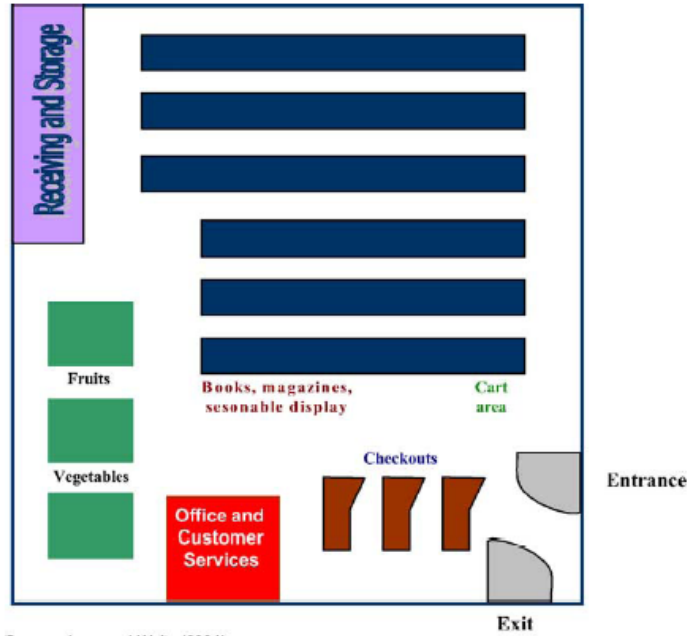 Receiving and Storage
Fruits
Books, magazines,
sesonable display
Cart
area
Checkouts
Vegetables
Entrance
Office and
Customer
Services
Exit